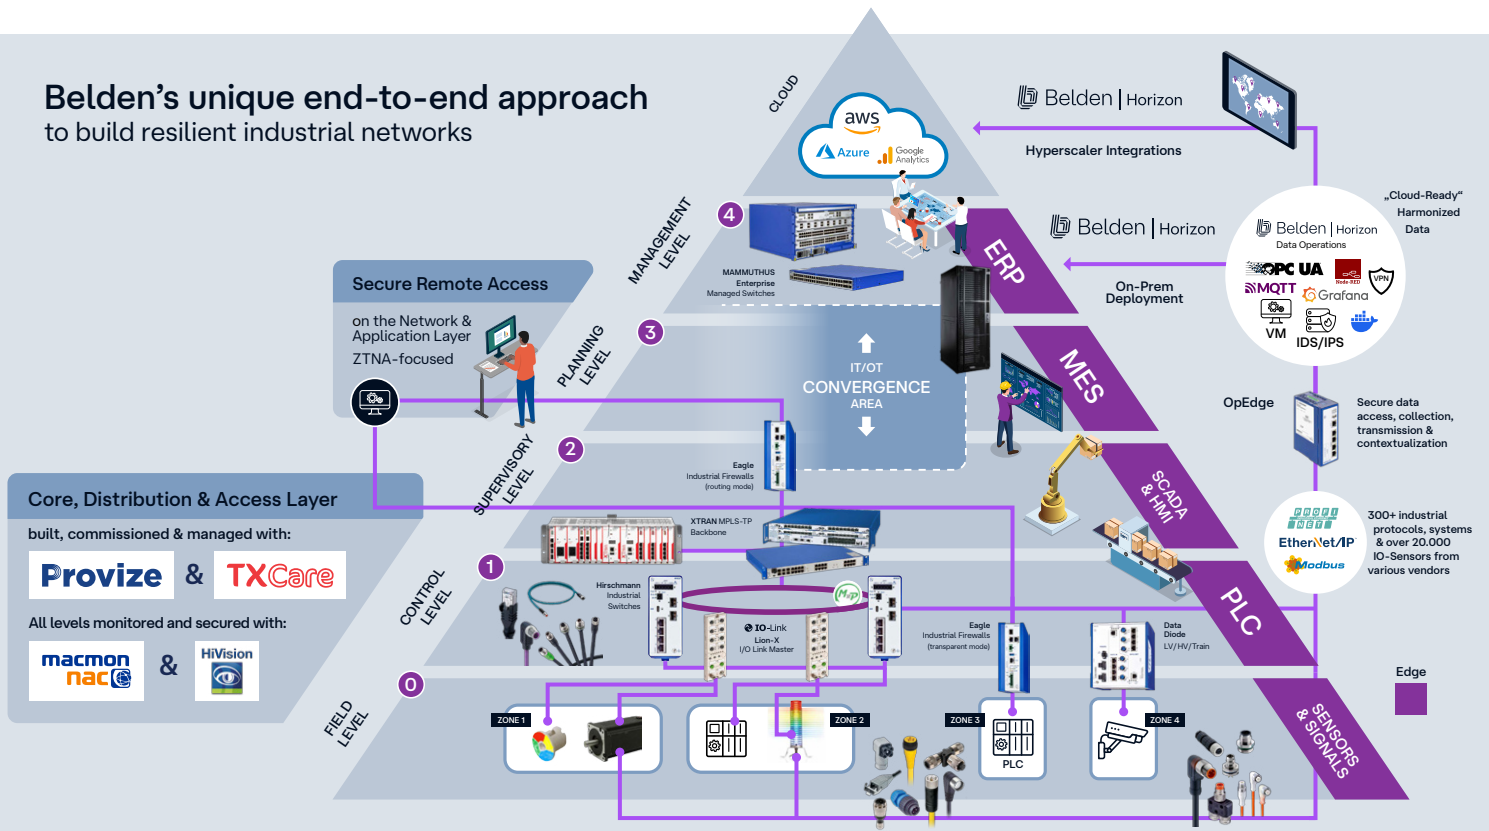 Belden's unique end-to-end approach
to build resilient industrial networks
CLOUD
aws
Azure
Google
Analytics
Belden | Horizon
Hyperscaler Integrations
MANAGEMENT
LEVEL
4
MAMMUTHUS
Enterprise
Managed Switches
ERP
Belden | Horizon
On-Prem
Deployment
„Cloud-Ready“
Harmonized
Data
Belden | Horizon
Data Operations
OPC UA
Node-RED
VPN
MQTT
Grafana
VM
IDS/IPS
Secure Remote Access
on the Network &
Application Layer
ZTNA-focused
PLANNING
LEVEL
3
IT/OT
CONVERGENCE
AREA
MES
OpEdge
Secure data
access, collection,
transmission &
contextualization
SUPERVISORY
LEVEL
2
Eagle
Industrial Firewalls
(routing mode)
XTRAN MPLS-TP
Backbone
SCADA
& HMI
PROFI
NET
EtherNet/IP
Modbus
300+ industrial
protocols, systems
& over 20.000
IO-Sensors from
various vendors
Core, Distribution & Access Layer
built, commissioned & managed with:
Provize
&
TXCare
All levels monitored and secured with:
macmon
nac
&
HiVision
CONTROL
LEVEL
1
Hirschmann
Industrial
Switches
IO-Link
Lion-X
I/O Link Master
Eagle
Industrial Firewalls
(transparent mode)
Data
Diode
LV/HV/Train
PLC
Edge
FIELD
LEVEL
0
ZONE 1
ZONE 2
ZONE 3
PLC
ZONE 4
SENSORS
& SIGNALS